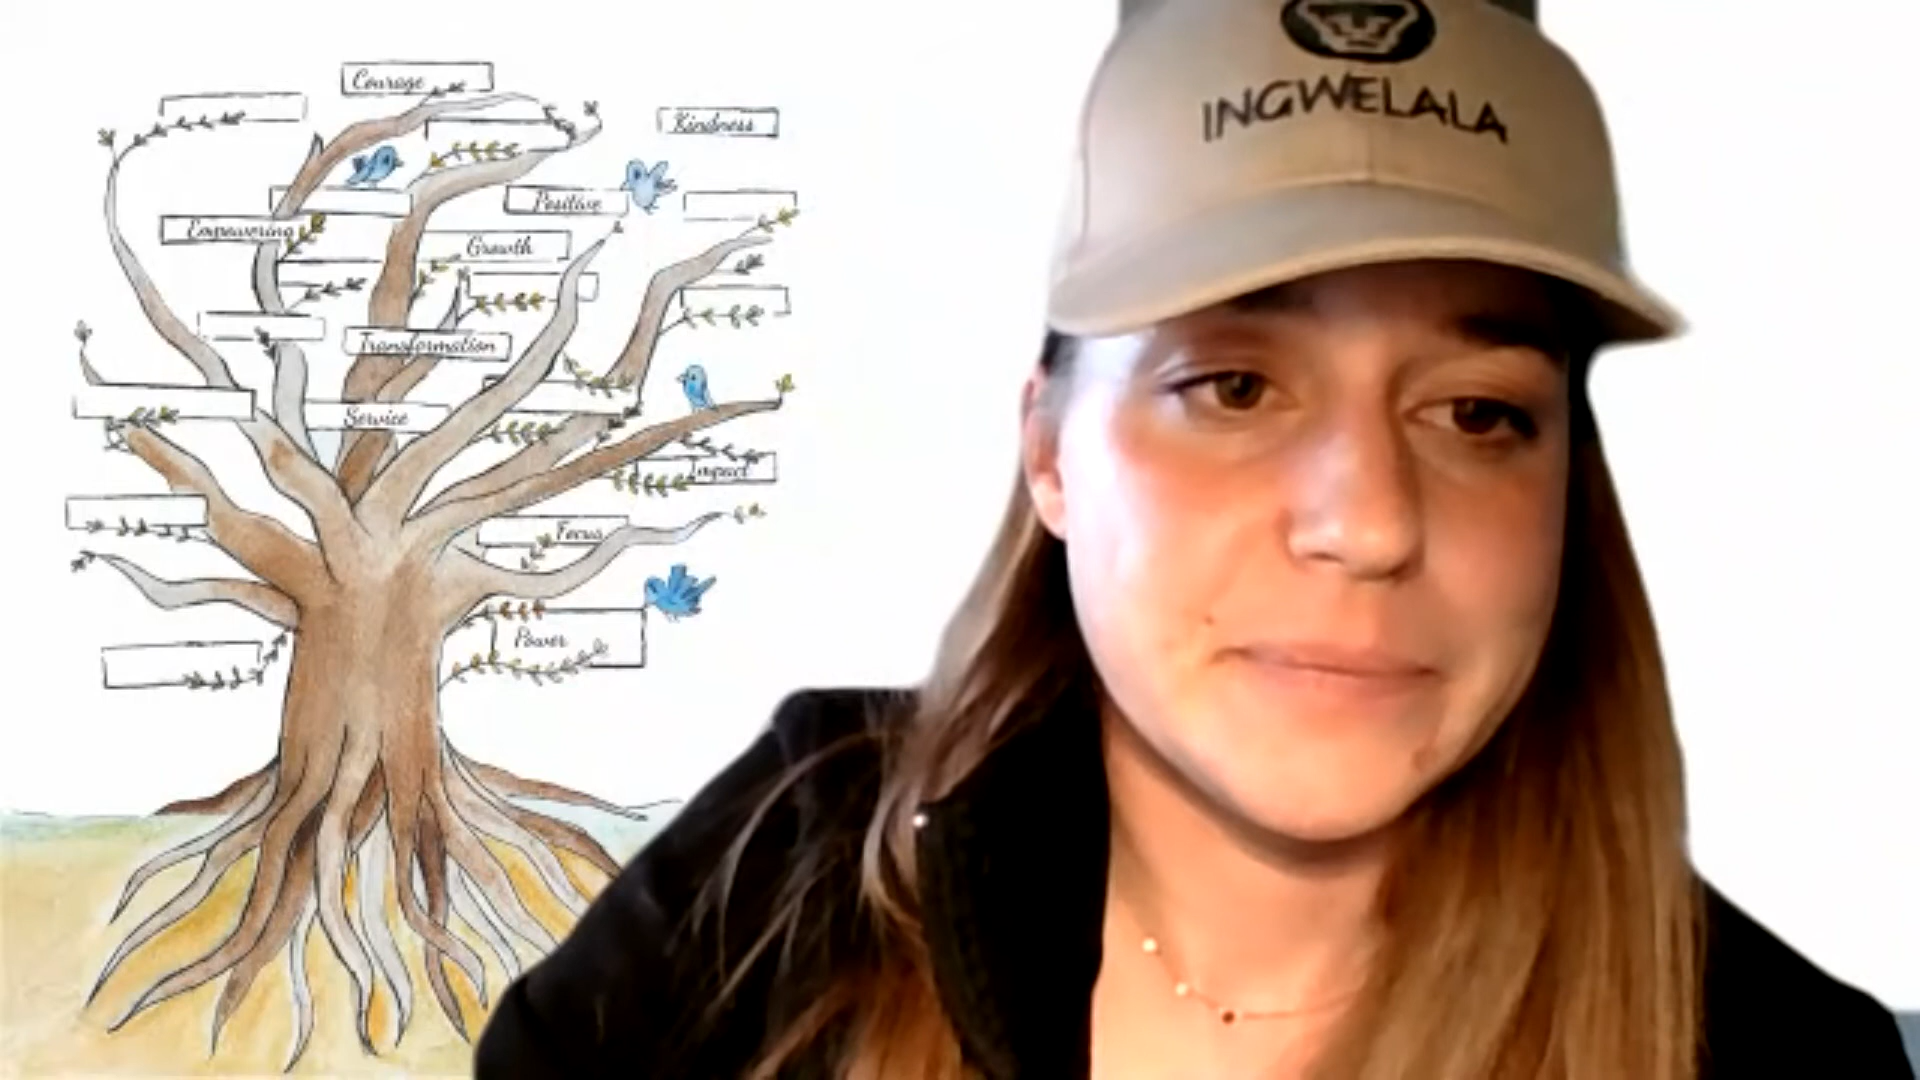 Courage
Kindness
Positive
Empowering
Growth
Transformation
Service
Impact
Focus
Power
INGWELALA